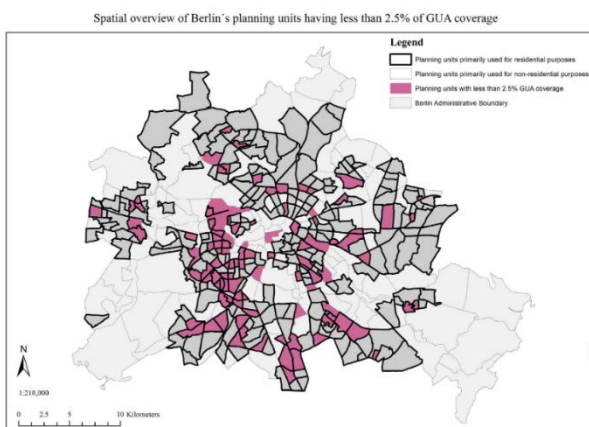 Spatial overview of Berlin´s planning units having less than 2.5% of GUA coverage
Legend
Planning units primarily used for residential purposes
Planning units primarily used for non-residential purposes
Planning units with less than 2.5% GUA coverage
Berlin Administrative Boundary
N
1:210,000
0 2.5 5 10 Kilometers